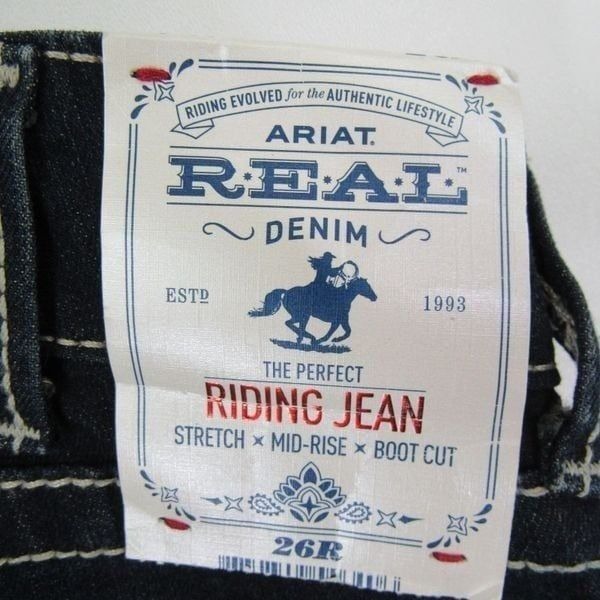 RIDING EVOLVED for the AUTHENTIC LIFESTYLE
ARIAT.
R·E·A·L™
DENIM
ESTD 1993
THE PERFECT
RIDING JEAN
STRETCH × MID-RISE × BOOT CUT
26R